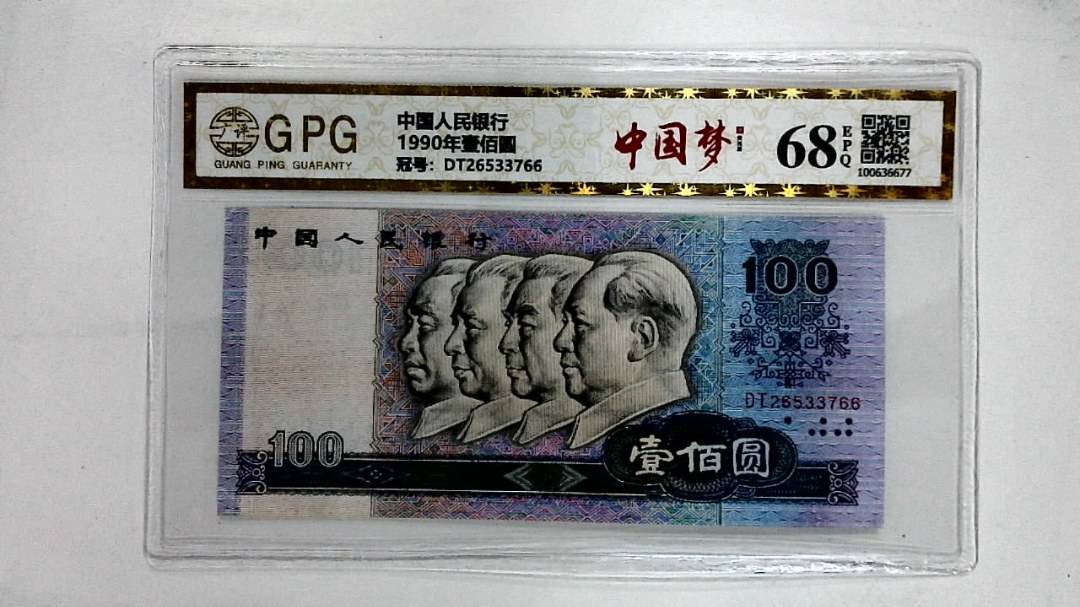 GPG
GUANG PING GUARANTY
中国人民银行
1990年壹佰圆
冠号：DT26533766
中国梦
68
EPQ
100636677
中国人民银行
100
DT26533766
100
壹佰圆